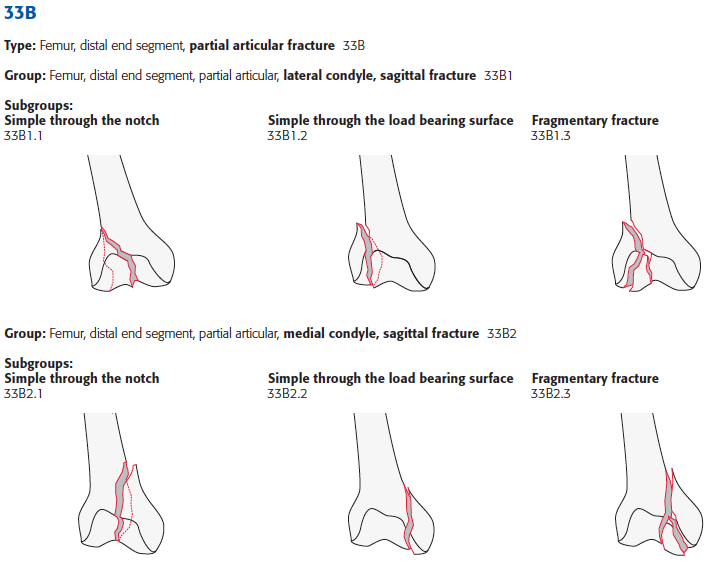 33B
Type: Femur, distal end segment, partial articular fracture 33B
Group: Femur, distal end segment, partial articular, lateral condyle, sagittal fracture 33B1
Subgroups:
Simple through the notch
33B1.1
Simple through the load bearing surface
33B1.2
Fragmentary fracture
33B1.3
Group: Femur, distal end segment, partial articular, medial condyle, sagittal fracture 33B2
Subgroups:
Simple through the notch
33B2.1
Simple through the load bearing surface
33B2.2
Fragmentary fracture
33B2.3